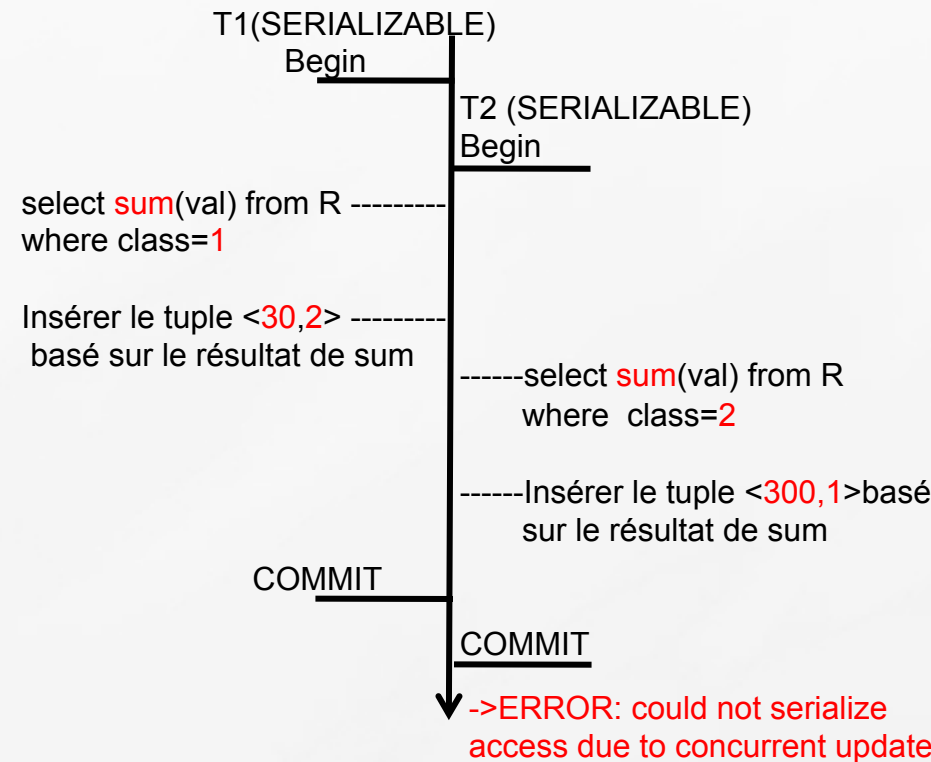 T1(SERIALIZABLE)
Begin
T2 (SERIALIZABLE)
Begin
select sum(val) from R ---------
where class=1
Insérer le tuple <30,2> ---------
basé sur le résultat de sum
------select sum(val) from R
where class=2
------Insérer le tuple <300,1>basé
sur le résultat de sum
COMMIT
COMMIT
->ERROR: could not serialize
access due to concurrent update